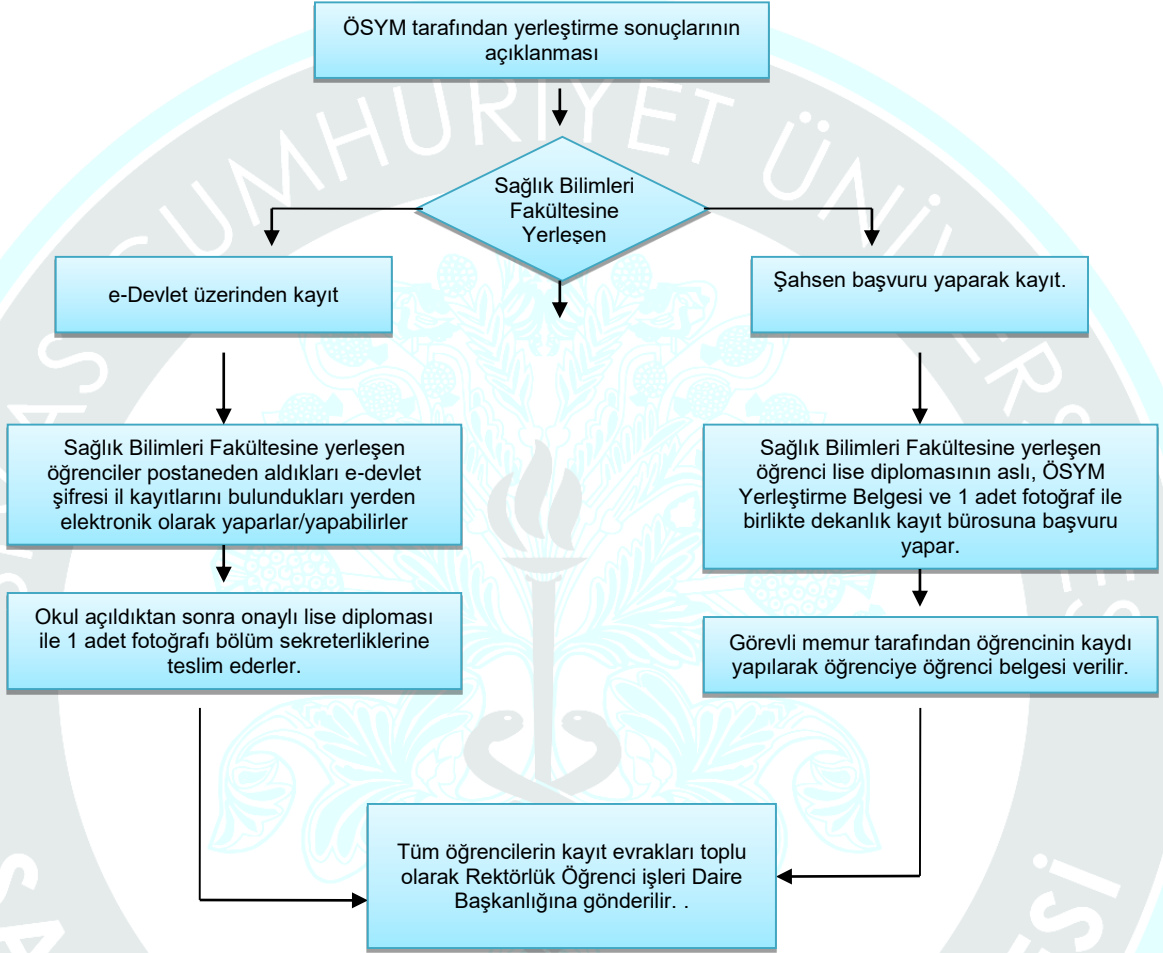 ÖSYM tarafından yerleştirme sonuçlarının
açıklanması
Sağlık Bilimleri
Fakültesine
Yerleşen
e-Devlet üzerinden kayıt
Şahsen başvuru yaparak kayıt.
Sağlık Bilimleri Fakültesine yerleşen
öğrenciler postaneden aldıkları e-devlet
şifresi il kayıtlarını bulundukları yerden
elektronik olarak yaparlar/yapabilirler
Sağlık Bilimleri Fakültesine yerleşen
öğrenci lise diplomasının aslı, ÖSYM
Yerleştirme Belgesi ve 1 adet fotoğraf ile
birlikte dekanlık kayıt bürosuna başvuru
yapar.
Okul açıldıktan sonra onaylı lise diploması
ile 1 adet fotoğrafı bölüm sekreterliklerine
teslim ederler.
Görevli memur tarafından öğrencinin kaydı
yapılarak öğrenciye öğrenci belgesi verilir.
Tüm öğrencilerin kayıt evrakları toplu
olarak Rektörlük Öğrenci işleri Daire
Başkanlığına gönderilir. .
CUMHURİYET ÜNİVERS